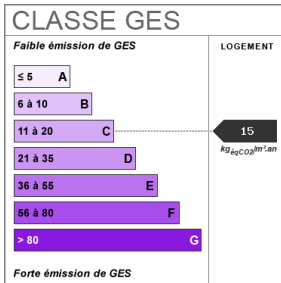 CLASSE GES
Faible émission de GES
LOGEMENT
≤ 5 A
6 à 10 B
11 à 20 C
15
kgéqCO2/m².an
21 à 35 D
36 à 55 E
56 à 80 F
> 80 G
Forte émission de GES